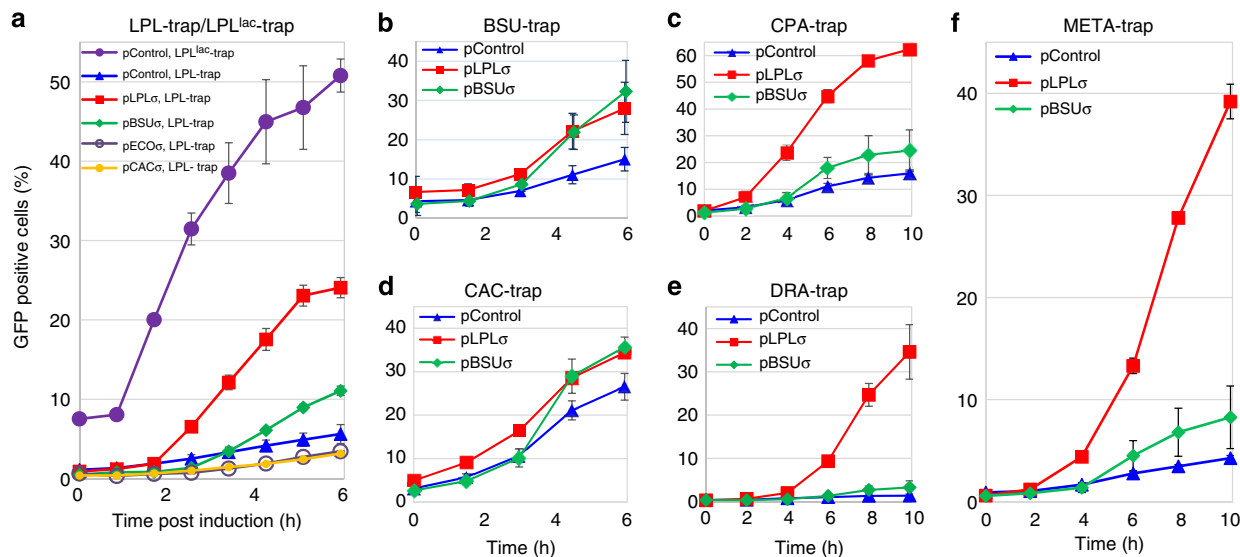 a
LPL-trap/LPLlac-trap
pControl, LPLlac-trap
pControl, LPL-trap
pLPLσ, LPL-trap
pBSUσ, LPL-trap
pECOσ, LPL-trap
pCACσ, LPL- trap
GFP positive cells (%)
50
40
30
20
10
0
0 2 4 6
Time post induction (h)
b
BSU-trap
pControl
pLPLσ
pBSUσ
40
30
20
10
0
0 2 4 6
c
CPA-trap
pControl
pLPLσ
pBSUσ
60
50
40
30
20
10
0
0 2 4 6 8 10
d
CAC-trap
pControl
pLPLσ
pBSUσ
40
30
20
10
0
0 2 4 6
Time (h)
e
DRA-trap
pControl
pLPLσ
pBSUσ
40
30
20
10
0
0 2 4 6 8 10
Time (h)
f
META-trap
pControl
pLPLσ
pBSUσ
40
30
20
10
0
0 2 4 6 8 10
Time (h)